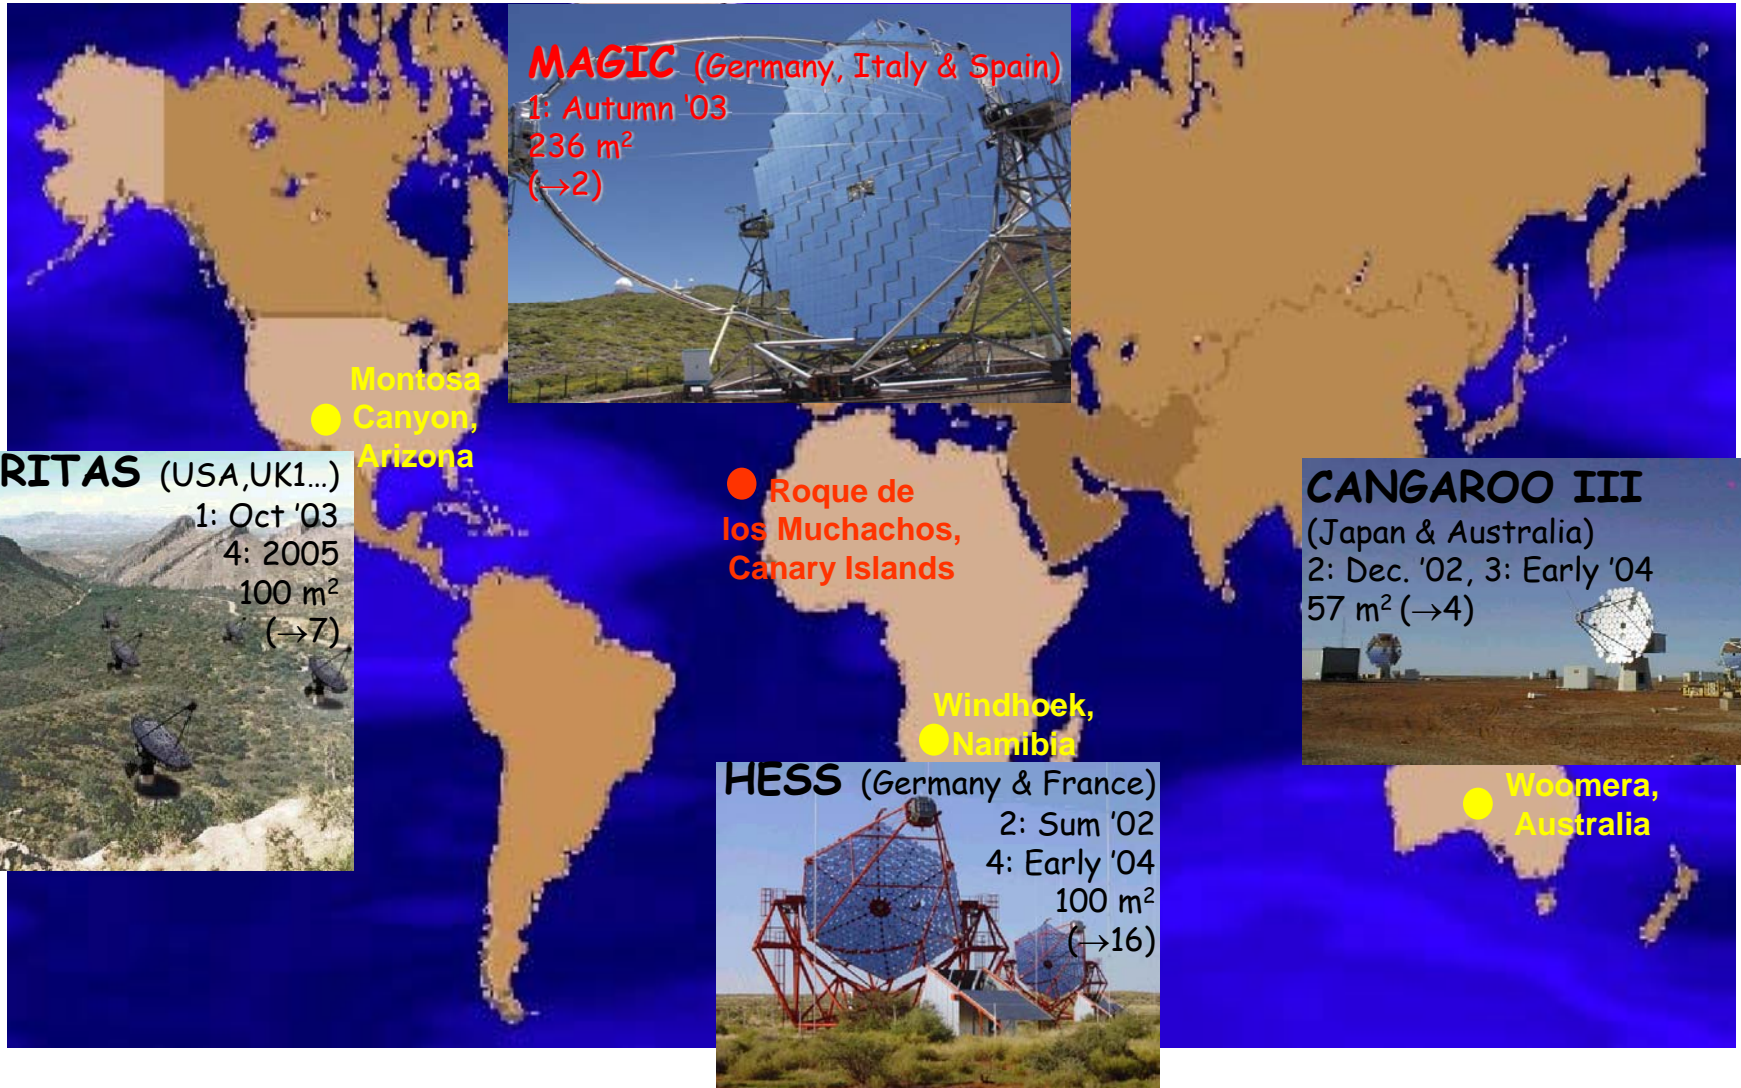 MAGIC (Germany, Italy & Spain)
1: Autumn '03
236 m²
(→2)
Montosa
Canyon,
Arizona
RITAS (USA,UK1...)
1: Oct '03
4: 2005
100 m²
(→7)
Roque de
los Muchachos,
Canary Islands
CANGAROO III
(Japan & Australia)
2: Dec. '02, 3: Early '04
57 m² (→4)
Windhoek,
Namibia
HESS (Germany & France)
2: Sum '02
4: Early '04
100 m²
(→16)
Woomera,
Australia